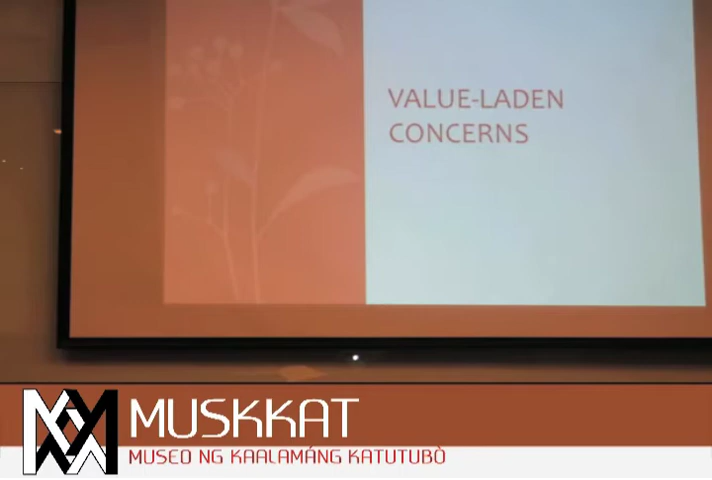 VALUE-LADEN
CONCERNS
MUSKKAT
MUSEO NG KAALAMÁNG KATUTUBÒ